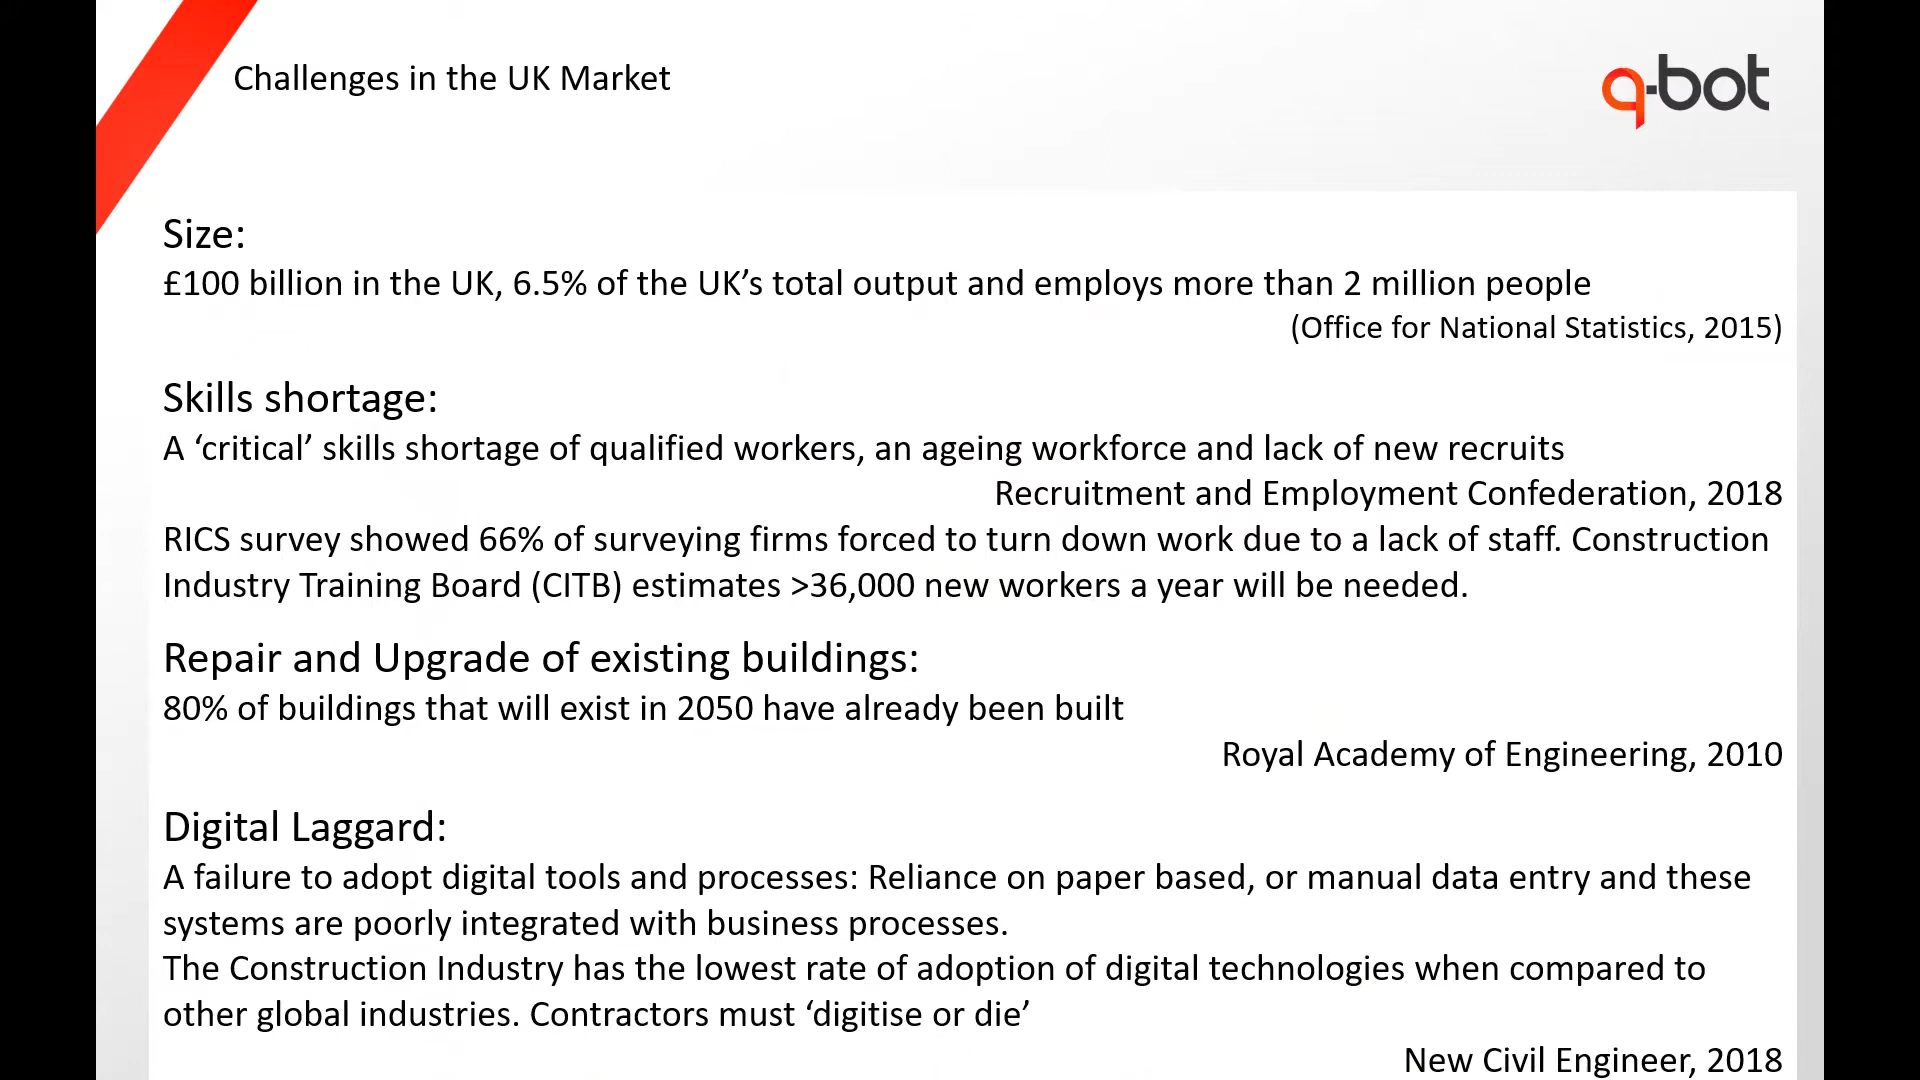 Challenges in the UK Market
q-bot
Size:
£100 billion in the UK, 6.5% of the UK’s total output and employs more than 2 million people
(Office for National Statistics, 2015)
Skills shortage:
A ‘critical’ skills shortage of qualified workers, an ageing workforce and lack of new recruits
Recruitment and Employment Confederation, 2018
RICS survey showed 66% of surveying firms forced to turn down work due to a lack of staff. Construction
Industry Training Board (CITB) estimates >36,000 new workers a year will be needed.
Repair and Upgrade of existing buildings:
80% of buildings that will exist in 2050 have already been built
Royal Academy of Engineering, 2010
Digital Laggard:
A failure to adopt digital tools and processes: Reliance on paper based, or manual data entry and these
systems are poorly integrated with business processes.
The Construction Industry has the lowest rate of adoption of digital technologies when compared to
other global industries. Contractors must ‘digitise or die’
New Civil Engineer, 2018